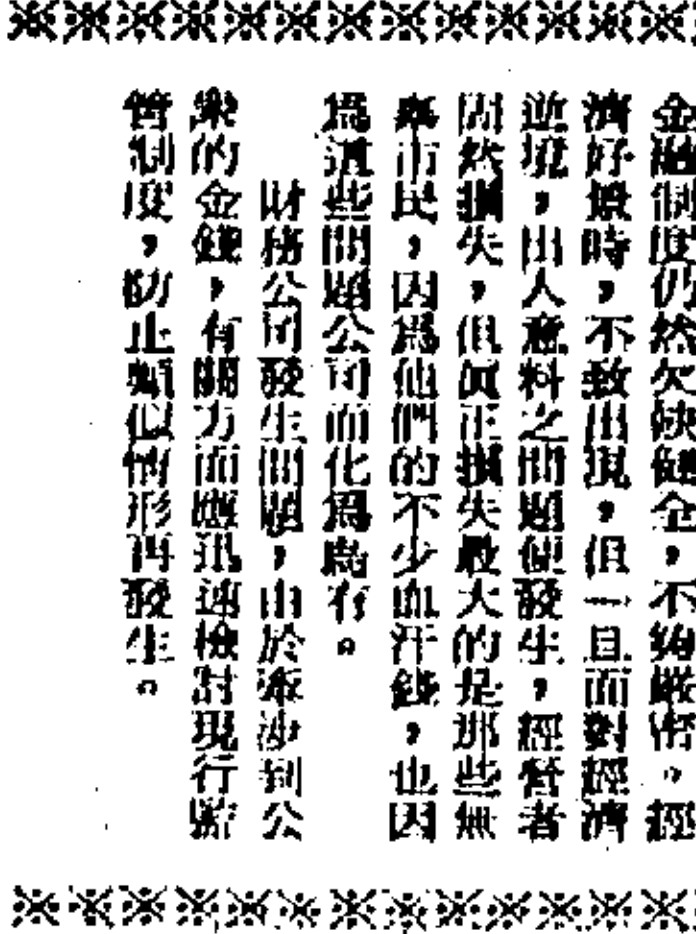 金融制度仍然欠缺健全，不夠嚴密。經
濟好景時，不致出現，但一旦面對經濟
逆境，出人意料之問題便發生，經營者
固然損失，但眞正損失最大的是那些無
辜市民，因爲他們的不少血汗錢，也因
爲這些問題公司而化爲烏有。
財務公司發生問題，由於牽涉到公
衆的金錢，有關方面應迅速檢討現行監
管制度，防止類似情形再發生。